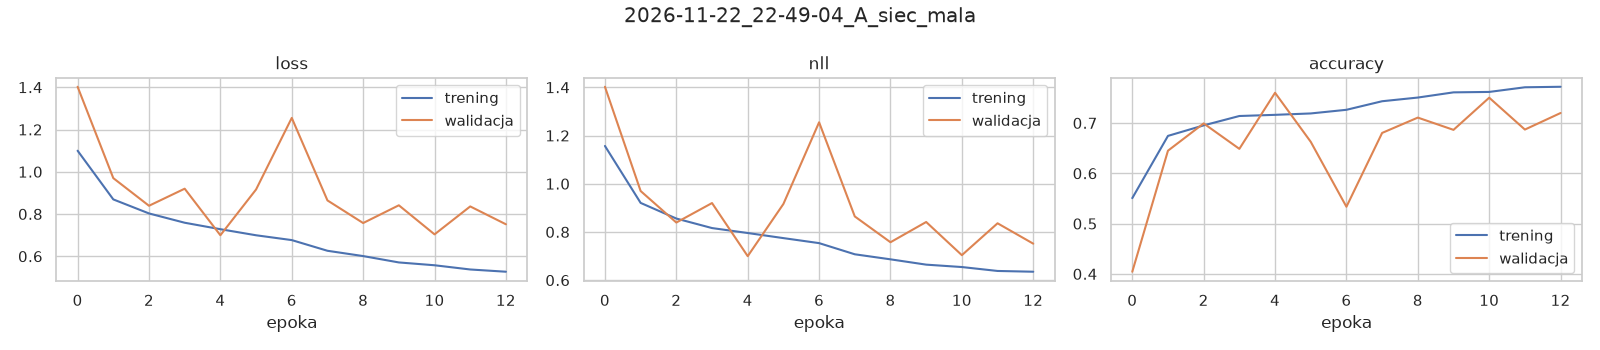 2026-11-22_22-49-04_A_siec_mala
loss
1.4
1.2
1.0
0.8
0.6
0 2 4 6 8 10 12
epoka
trening
walidacja
nll
1.4
1.2
1.0
0.8
0.6
0 2 4 6 8 10 12
epoka
trening
walidacja
accuracy
0.7
0.6
0.5
0.4
0 2 4 6 8 10 12
epoka
trening
walidacja